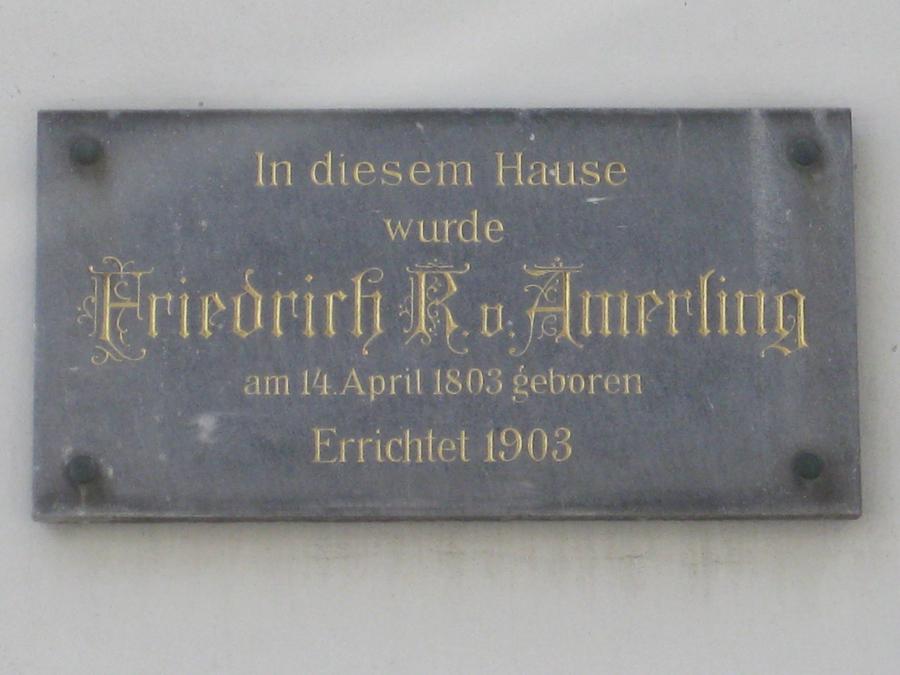 In diesem Hause
wurde
Friedrich R. v. Amerling
am 14. April 1803 geboren
Errichtet 1903